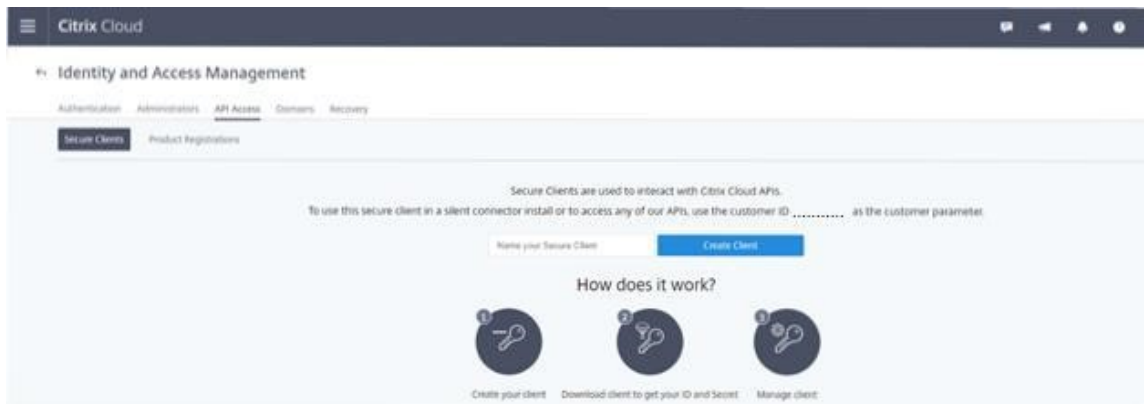 Citrix Cloud
Identity and Access Management
Authentication Administrators API Access Domains Recovery
Secure Clients Product Registrations
Secure Clients are used to interact with Citrix Cloud APIs.
To use this secure client in a silent connector install or to access any of our APIs, use the customer ID ........... as the customer parameter.
Name your Secure Client Create Client
How does it work?
1 2 3
Create your client Download client to get your ID and Secret Manage client